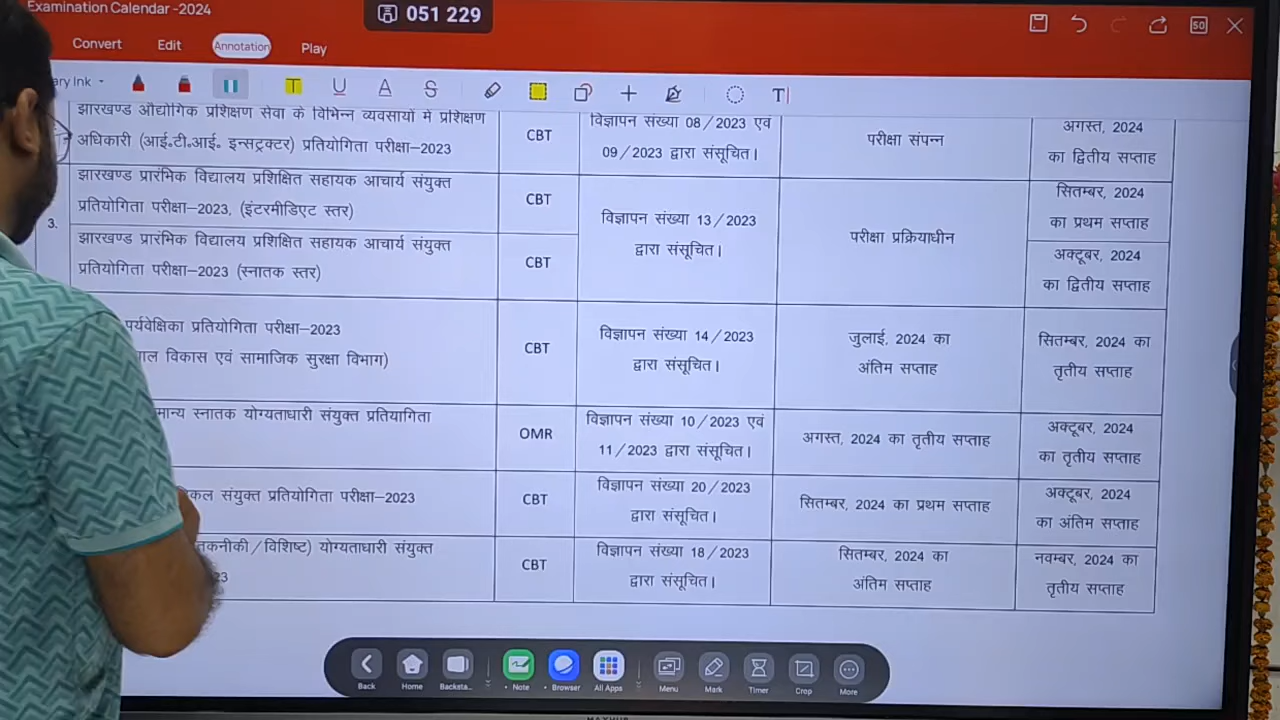 Examination Calendar -2024
051 229
Convert Edit Annotation Play
50
ary Ink
झारखण्ड औद्योगिक प्रशिक्षण सेवा के विभिन्न व्यवसायों में प्रशिक्षण
अधिकारी (आई॰टी॰आई॰ इन्सट्रक्टर) प्रतियोगिता परीक्षा–2023
CBT
विज्ञापन संख्या 08/2023 एवं
09/2023 द्वारा संसूचित।
परीक्षा संपन्न
अगस्त, 2024
का द्वितीय सप्ताह
3.
झारखण्ड प्रारंभिक विद्यालय प्रशिक्षित सहायक आचार्य संयुक्त
प्रतियोगिता परीक्षा–2023, (इंटरमीडिएट स्तर)
CBT
विज्ञापन संख्या 13/2023
द्वारा संसूचित।
परीक्षा प्रक्रियाधीन
सितम्बर, 2024
का प्रथम सप्ताह
झारखण्ड प्रारंभिक विद्यालय प्रशिक्षित सहायक आचार्य संयुक्त
प्रतियोगिता परीक्षा–2023 (स्नातक स्तर)
CBT
अक्टूबर, 2024
का द्वितीय सप्ताह
पर्यवेक्षिका प्रतियोगिता परीक्षा–2023
विकास एवं सामाजिक सुरक्षा विभाग)
CBT
विज्ञापन संख्या 14/2023
द्वारा संसूचित।
जुलाई, 2024 का
अंतिम सप्ताह
सितम्बर, 2024 का
तृतीय सप्ताह
मान्य स्नातक योग्यताधारी संयुक्त प्रतियागिता
OMR
विज्ञापन संख्या 10/2023 एवं
11/2023 द्वारा संसूचित।
अगस्त, 2024 का तृतीय सप्ताह
अक्टूबर, 2024
का तृतीय सप्ताह
कल संयुक्त प्रतियोगिता परीक्षा–2023
CBT
विज्ञापन संख्या 20/2023
द्वारा संसूचित।
सितम्बर, 2024 का प्रथम सप्ताह
अक्टूबर, 2024
का अंतिम सप्ताह
तकनीकी/विशिष्ट) योग्यताधारी संयुक्त
23
CBT
विज्ञापन संख्या 18/2023
द्वारा संसूचित।
सितम्बर, 2024 का
अंतिम सप्ताह
नवम्बर, 2024 का
तृतीय सप्ताह
Back Home Backsta... Note Browser All Apps Menu Mark Timer Crop More